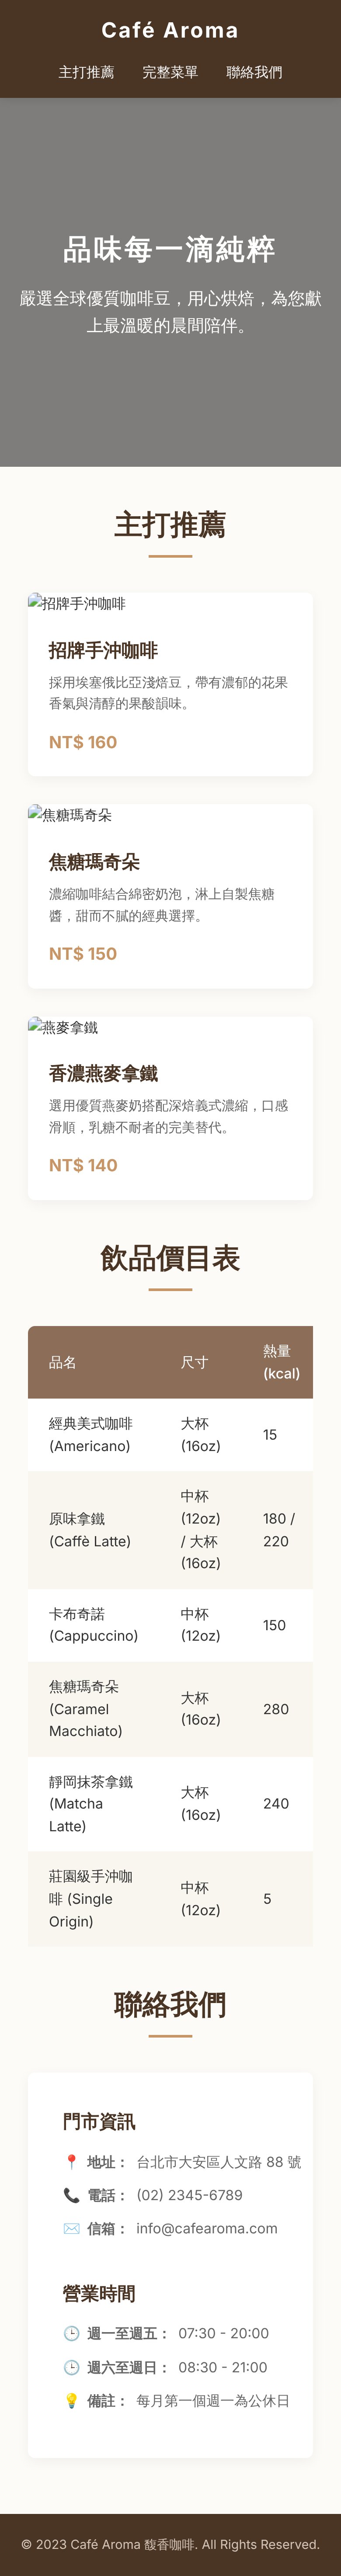 Café Aroma
主打推薦 完整菜單 聯絡我們
品味每一滴純粹
嚴選全球優質咖啡豆，用心烘焙，為您獻
上最溫暖的晨間陪伴。
主打推薦
招牌手沖咖啡
招牌手沖咖啡
採用埃塞俄比亞淺焙豆，帶有濃郁的花果
香氣與清醇的果酸韻味。
NT$ 160
焦糖瑪奇朵
焦糖瑪奇朵
濃縮咖啡結合綿密奶泡，淋上自製焦糖
醬，甜而不膩的經典選擇。
NT$ 150
燕麥拿鐵
香濃燕麥拿鐵
選用優質燕麥奶搭配深焙義式濃縮，口感
滑順，乳糖不耐者的完美替代。
NT$ 140
飲品價目表
品名 尺寸 熱量
(kcal)
經典美式咖啡
(Americano)
大杯
(16oz)
15
原味拿鐵
(Caffè Latte)
中杯
(12oz)
/ 大杯
(16oz)
180 /
220
卡布奇諾
(Cappuccino)
中杯
(12oz)
150
焦糖瑪奇朵
(Caramel
Macchiato)
大杯
(16oz)
280
靜岡抹茶拿鐵
(Matcha
Latte)
大杯
(16oz)
240
莊園級手沖咖
啡 (Single
Origin)
中杯
(12oz)
5
聯絡我們
門市資訊
📍 地址： 台北市大安區人文路 88 號
📞 電話： (02) 2345-6789
✉️ 信箱： info@cafearoma.com
營業時間
🕒 週一至週五： 07:30 - 20:00
🕒 週六至週日： 08:30 - 21:00
💡 備註： 每月第一個週一為公休日
© 2023 Café Aroma 馥香咖啡. All Rights Reserved.